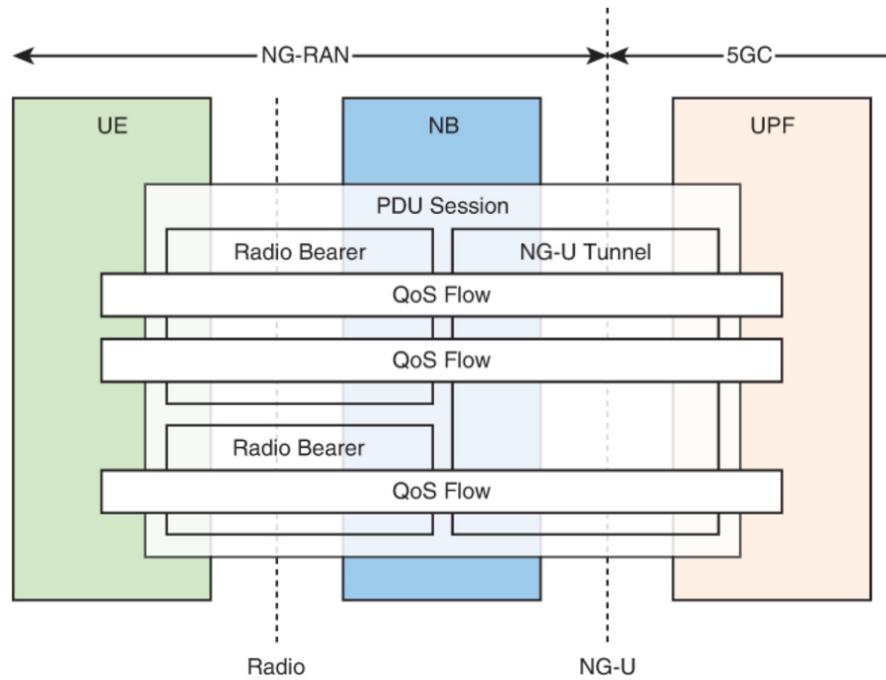 NG-RAN
5GC
UE
NB
UPF
PDU Session
Radio Bearer
NG-U Tunnel
QoS Flow
QoS Flow
Radio Bearer
QoS Flow
Radio
NG-U